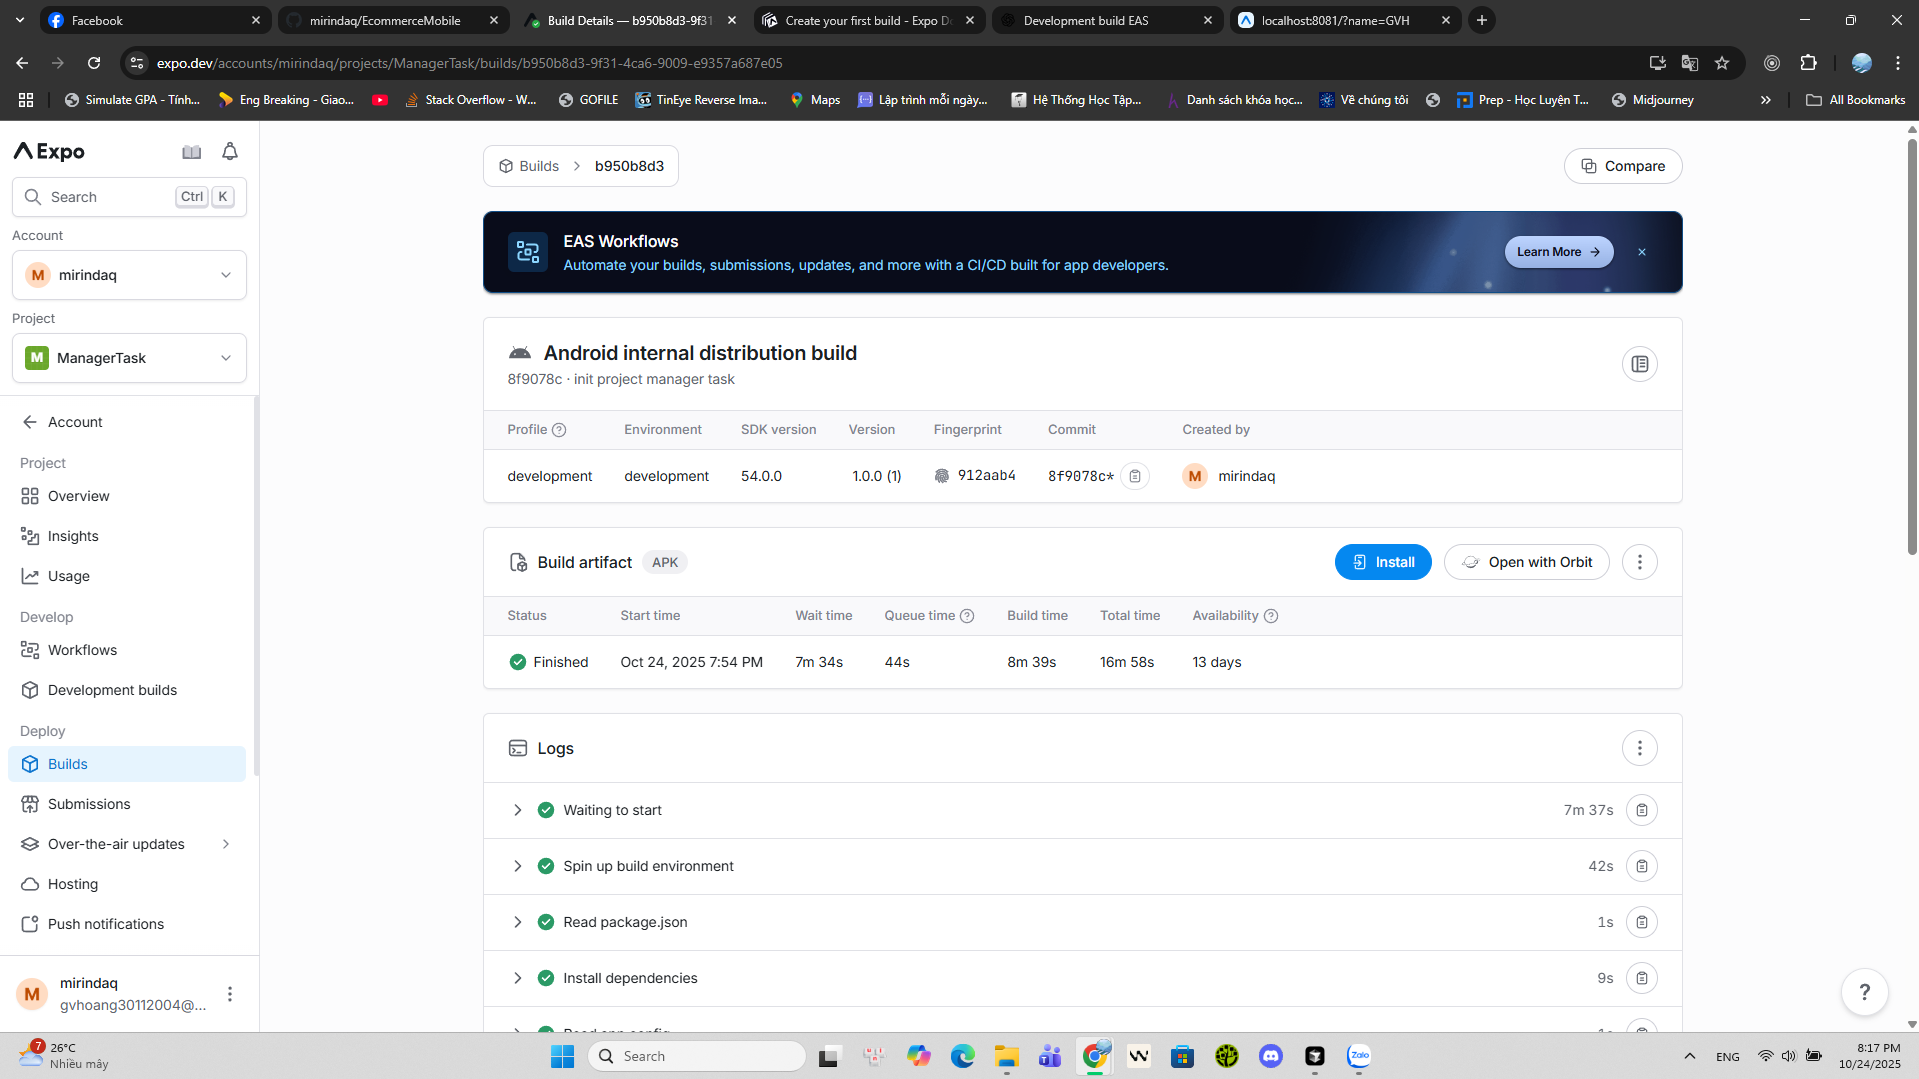 Facebook
mirindaq/EcommerceMobile
Build Details — b950b8d3-9f31
Create your first build - Expo D
Development build EAS
localhost:8081/?name=GVH
expo.dev/accounts/mirindaq/projects/ManagerTask/builds/b950b8d3-9f31-4ca6-9009-e9357a687e05
Simulate GPA - Tính...
Eng Breaking - Giao...
Stack Overflow - W...
GOFILE
TinEye Reverse Ima...
Maps
Lập trình mỗi ngày...
Hệ Thống Học Tập...
Danh sách khóa học...
Về chúng tôi
Prep - Học Luyện T...
Midjourney
All Bookmarks
Expo
Search Ctrl K
Account
M mirindaq
Project
M ManagerTask
Account
Project
Overview
Insights
Usage
Develop
Workflows
Development builds
Deploy
Builds
Submissions
Over-the-air updates
Hosting
Push notifications
M mirindaq
gvhoang30112004@...
Builds b950b8d3
Compare
EAS Workflows
Automate your builds, submissions, updates, and more with a CI/CD built for app developers.
Learn More
Android internal distribution build
8f9078c · init project manager task
Profile Environment SDK version Version Fingerprint Commit Created by
development development 54.0.0 1.0.0 (1) 912aab4 8f9078c* M mirindaq
Build artifact APK
Install
Open with Orbit
Status Start time Wait time Queue time Build time Total time Availability
Finished Oct 24, 2025 7:54 PM 7m 34s 44s 8m 39s 16m 58s 13 days
Logs
Waiting to start 7m 37s
Spin up build environment 42s
Read package.json 1s
Install dependencies 9s
?
7
26°C
Nhiều mây
Search
Zalo
ENG
8:17 PM
10/24/2025